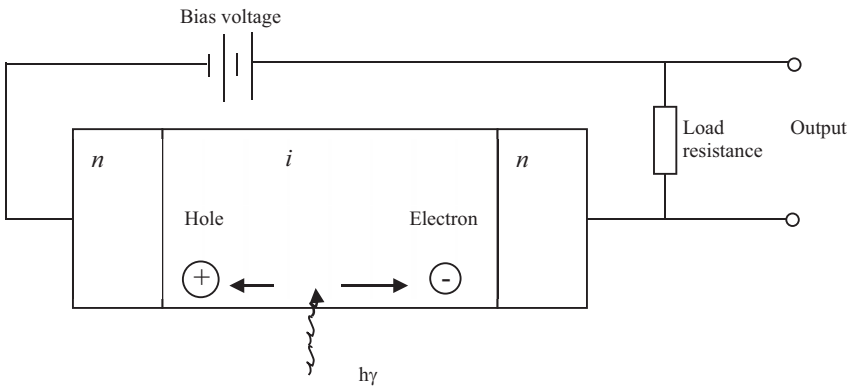 Bias voltage
n
i
n
Load
resistance
Output
Hole
Electron
+
-
hγ